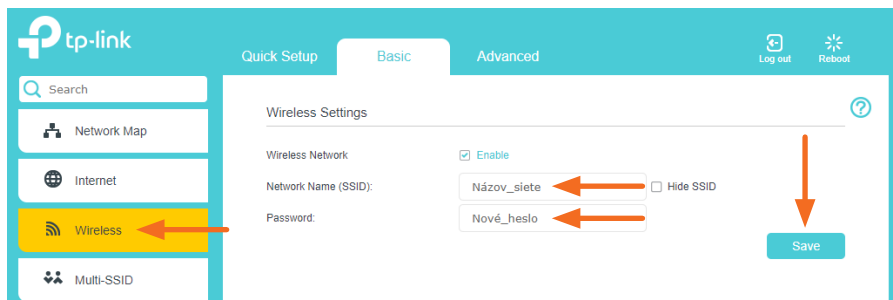 tp-link
Quick Setup
Basic
Advanced
Log out
Reboot
Search
Network Map
Internet
Wireless
Multi-SSID
Wireless Settings
?
Wireless Network
Enable
Network Name (SSID):
Názov_siete
Hide SSID
Password:
Nové_heslo
Save